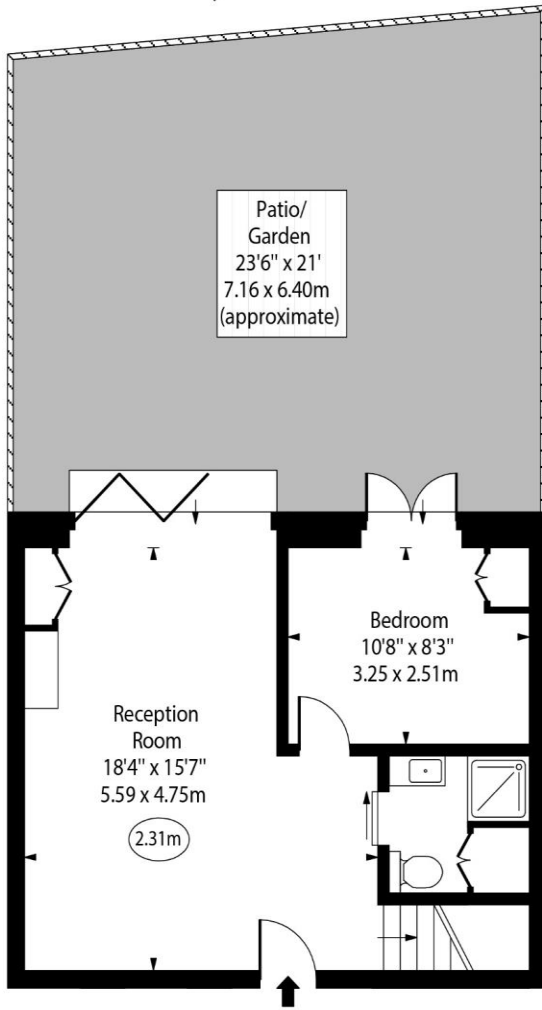 Patio/
Garden
23'6" x 21'
7.16 x 6.40m
(approximate)
Bedroom
10'8" x 8'3"
3.25 x 2.51m
Reception
Room
18'4" x 15'7"
5.59 x 4.75m
2.31m